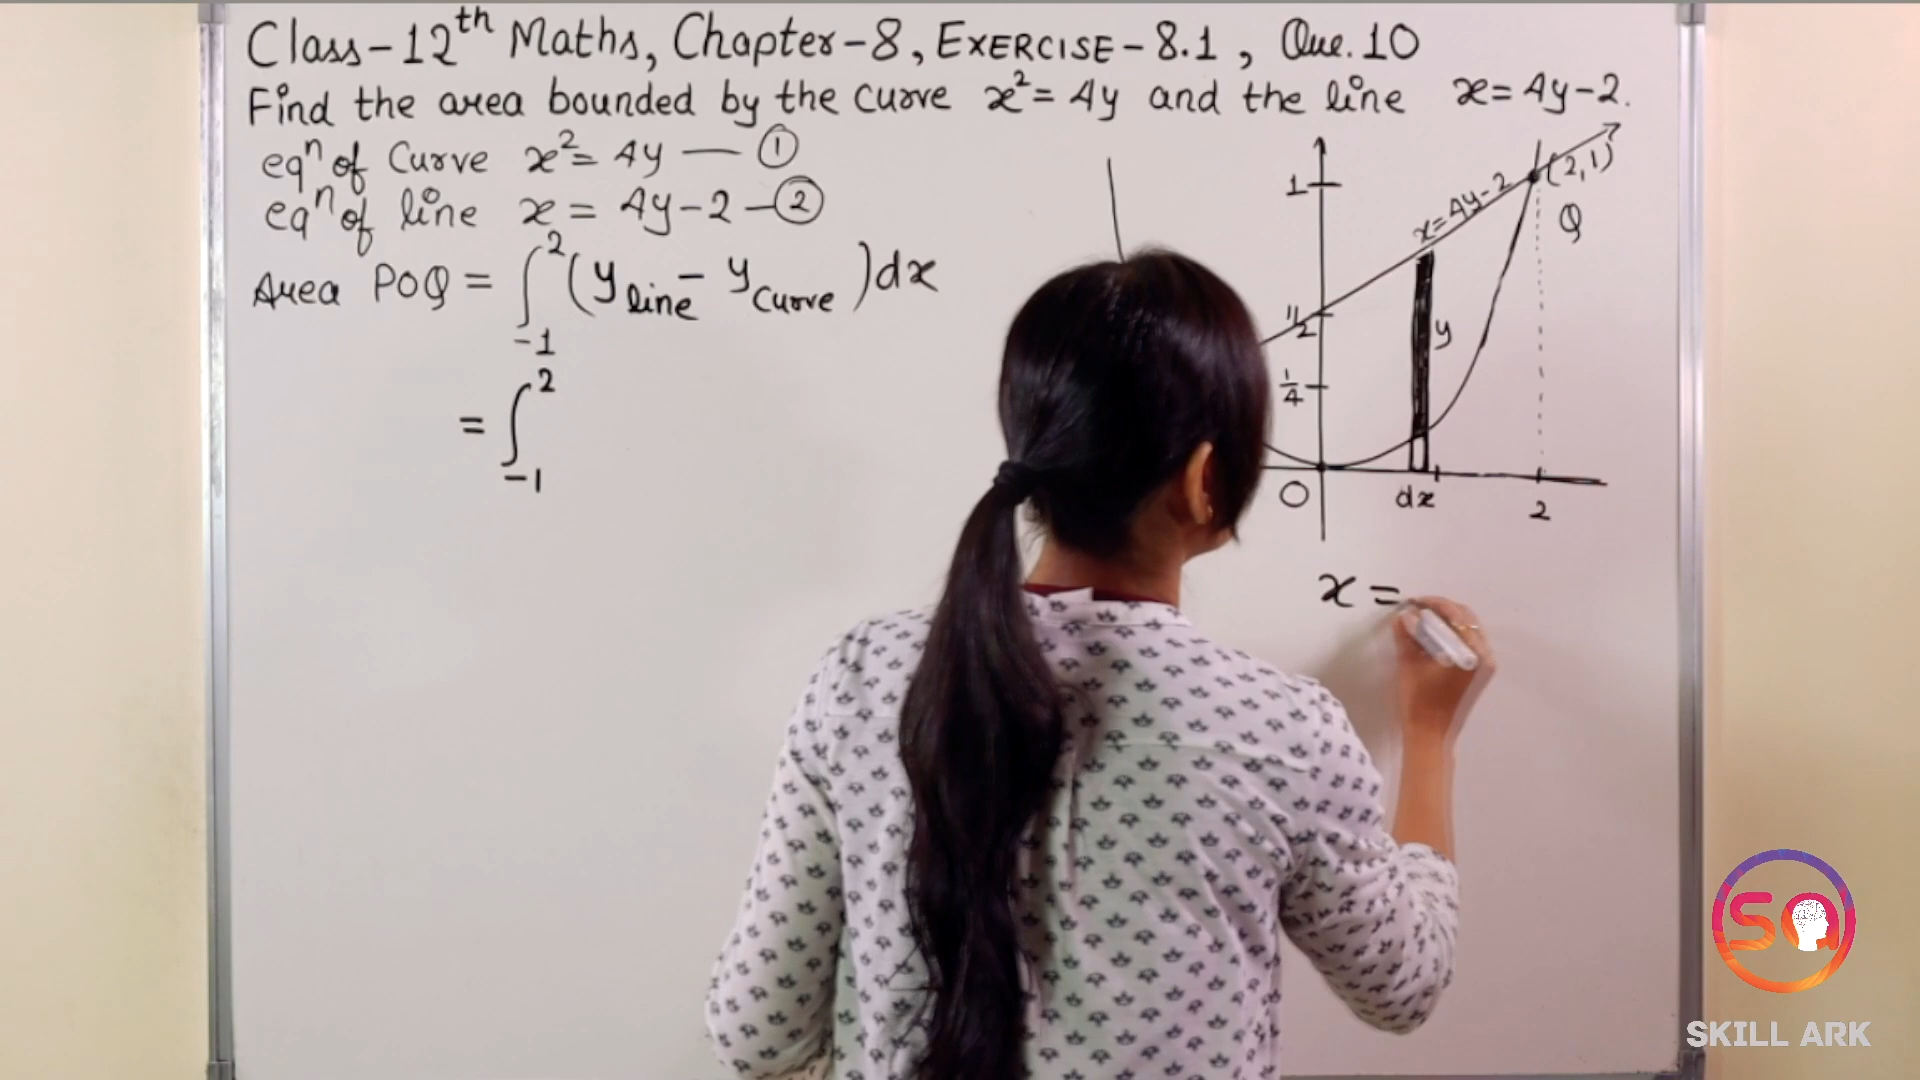 Class-12th Maths, Chapter-8, EXERCISE-8.1, Que.10
Find the area bounded by the curve x²= 4y and the line x= 4y-2.
eqⁿ of Curve x²= 4y — ①
eqⁿ of line x = 4y-2 — ②
Area POQ = ∫₋₁² (y line - y Curve) dx
= ∫₋₁²
1
(2,1)
x=4y-2
Q
1/2
y
1/4
O
dx
2
x =
SA
SKILL ARK